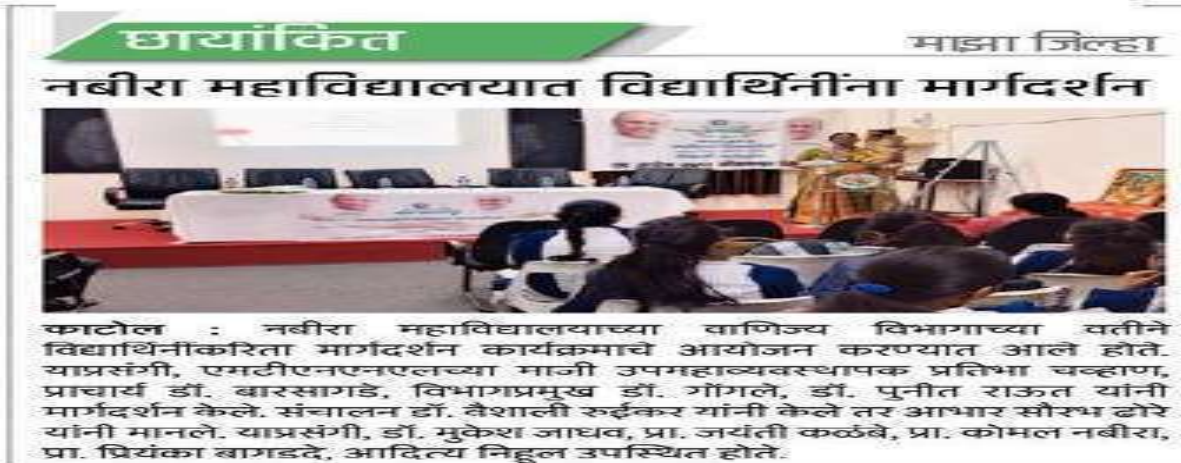 छायांकित
माझा जिल्हा
नबीरा महाविद्यालयात विद्यार्थिनींना मार्गदर्शन
काटोल : नबीरा महाविद्यालयाच्या वाणिज्य विभागाच्या वतीने
विद्यार्थिनींकरिता मार्गदर्शन कार्यक्रमाचे आयोजन करण्यात आले होते.
याप्रसंगी, एमटीएनएनएलच्या माजी उपमहाव्यवस्थापक प्रतिभा चव्हाण,
प्राचार्य डॉ. बारसागडे, विभागप्रमुख डॉ. गोंगले, डॉ. पुनीत राऊत यांनी
मार्गदर्शन केले. संचालन डॉ. वैशाली रुईकर यांनी केले तर आभार सौरभ ढोरे
यांनी मानले. याप्रसंगी, डॉ. मुकेश जाधव, प्रा. जयंती कळंबे, प्रा. कोमल नबीरा,
प्रा. प्रियंका बागडदे, आदित्य निहूल उपस्थित होते.